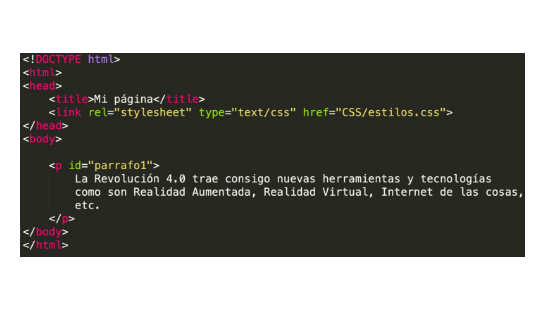 <!DOCTYPE html>
<html>
<head>
<title>Mi página</title>
<link rel="stylesheet" type="text/css" href="CSS/estilos.css">
</head>
<body>
<p id="parrafo1">
La Revolución 4.0 trae consigo nuevas herramientas y tecnologías
como son Realidad Aumentada, Realidad Virtual, Internet de las cosas,
etc.
</p>
</body>
</html>